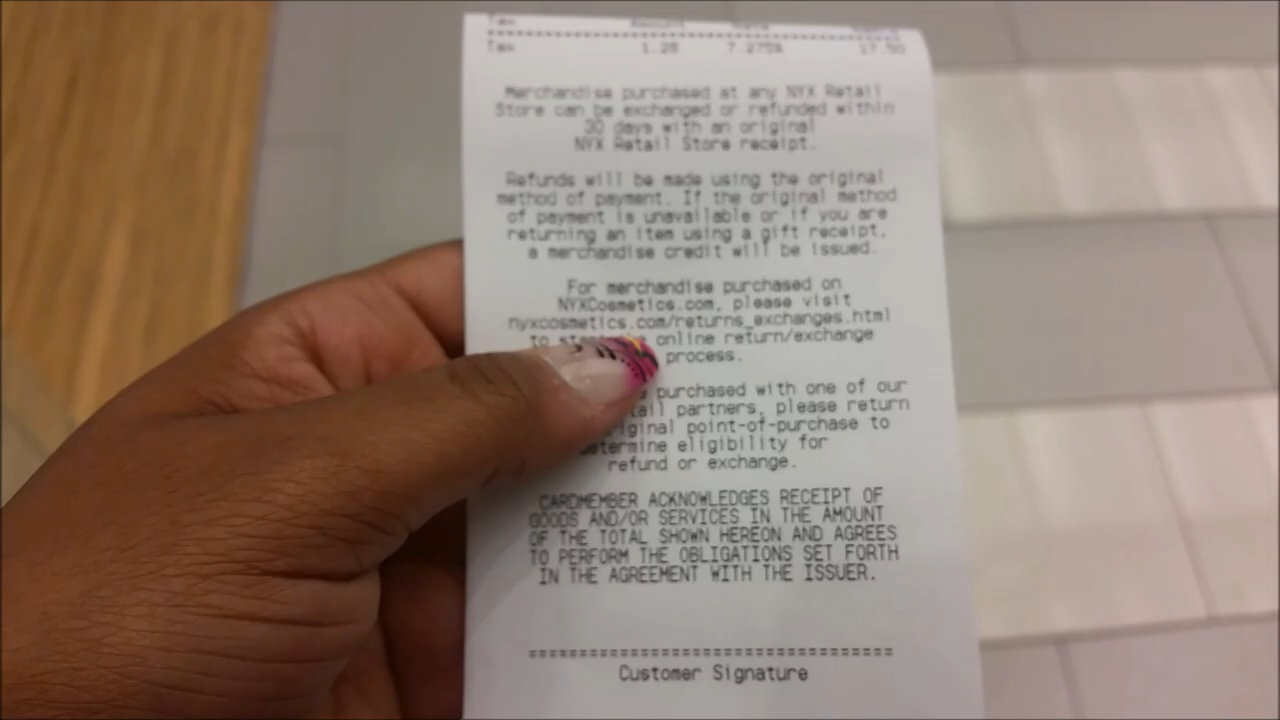 Tax
Tax 1.28 7.275% 17.50
Merchandise purchased at any NYX Retail
Store can be exchanged or refunded within
30 days with an original
NYX Retail Store receipt.
Refunds will be made using the original
method of payment. If the original method
of payment is unavailable or if you are
returning an item using a gift receipt,
a merchandise credit will be issued.
For merchandise purchased on
NYXCosmetics.com, please visit
nyxcosmetics.com/returns_exchanges.html
to online return/exchange
process.
purchased with one of our
partners, please return
point-of-purchase to
eligibility for
refund or exchange.
CARDMEMBER ACKNOWLEDGES RECEIPT OF
GOODS AND/OR SERVICES IN THE AMOUNT
OF THE TOTAL SHOWN HEREON AND AGREES
TO PERFORM THE OBLIGATIONS SET FORTH
IN THE AGREEMENT WITH THE ISSUER.
Customer Signature